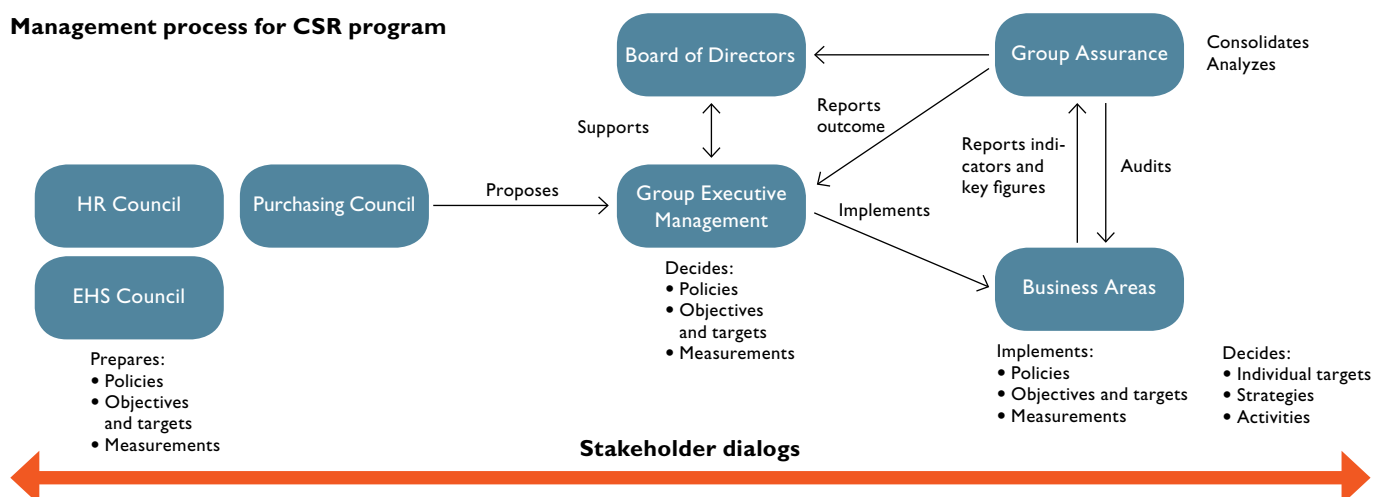 Management process for CSR program
Board of Directors
Group Assurance
Consolidates
Analyzes
Supports
Reports
outcome
Reports indi-
cators and
key figures
Audits
HR Council
Purchasing Council
Proposes
Group Executive
Management
Implements
EHS Council
Decides:
• Policies
• Objectives
and targets
• Measurements
Business Areas
Prepares:
• Policies
• Objectives
and targets
• Measurements
Implements:
• Policies
• Objectives and targets
• Measurements
Decides:
• Individual targets
• Strategies
• Activities
Stakeholder dialogs